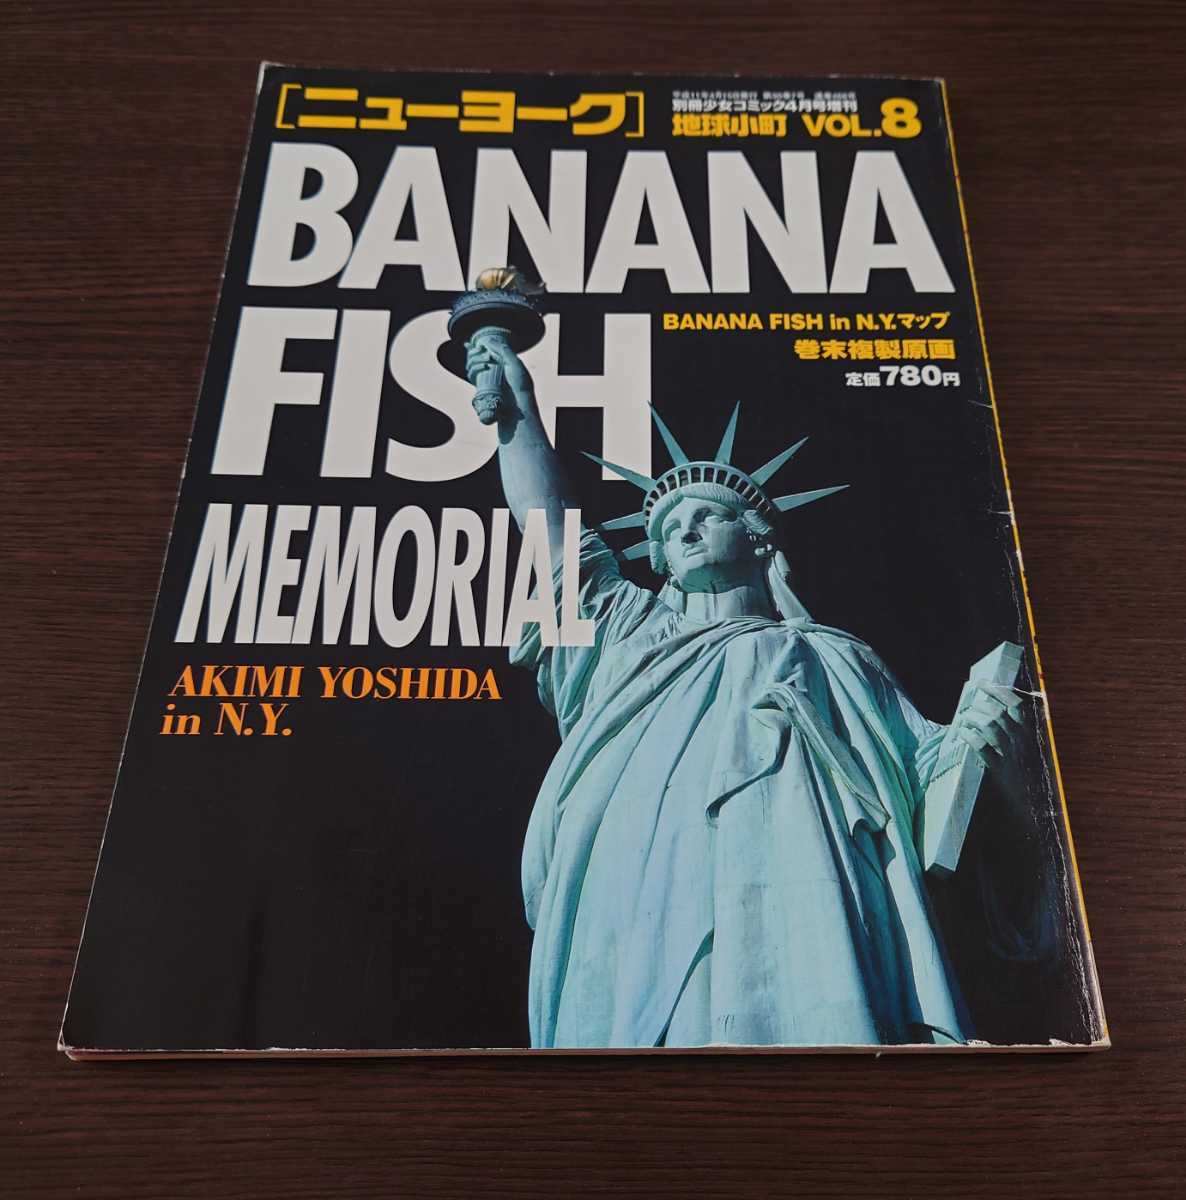 [ニューヨーク]
別冊少女コミック4月号増刊
地球小町 VOL.8
BANANA
FISH
BANANA FISH in N.Y.マップ
巻末複製原画
定価780円
MEMORIAL
AKIMI YOSHIDA
in N.Y.